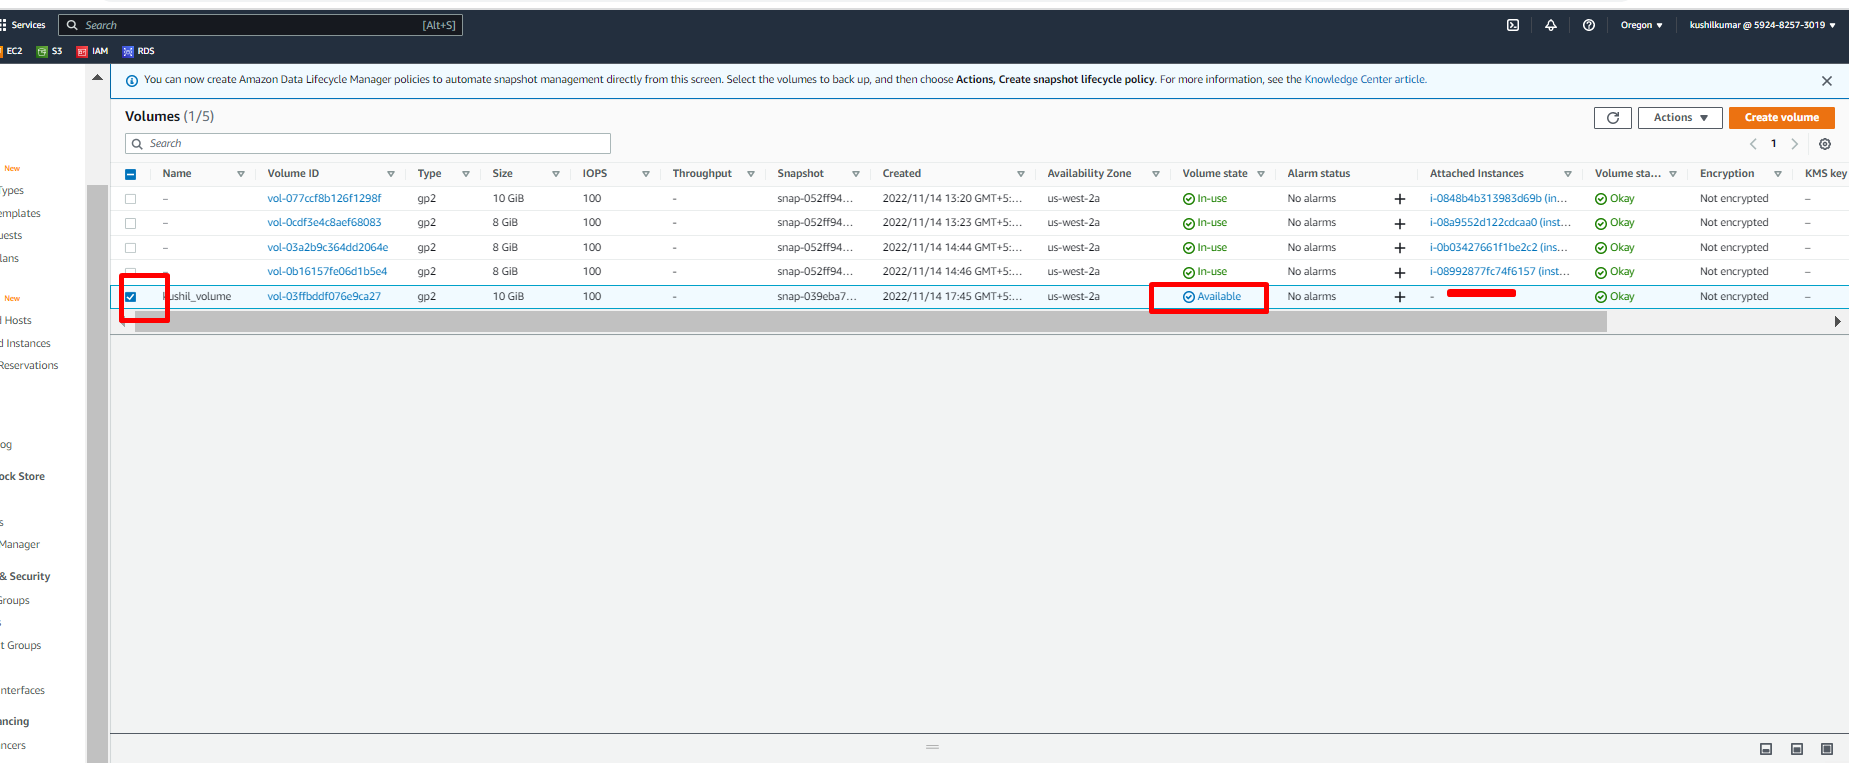 Services Search [Alt+S] Oregon ▼ kushilkumar @ 5924-8257-3019 ▼
EC2 S3 IAM RDS
You can now create Amazon Data Lifecycle Manager policies to automate snapshot management directly from this screen. Select the volumes to back up, and then choose Actions, Create snapshot lifecycle policy. For more information, see the Knowledge Center article.
Volumes (1/5) Actions ▼ Create volume
Search 1
Name Volume ID Type Size IOPS Throughput Snapshot Created Availability Zone Volume state Alarm status Attached Instances Volume sta... Encryption KMS key
– vol-077ccf8b126f1298f gp2 10 GiB 100 - snap-052ff94... 2022/11/14 13:20 GMT+5:... us-west-2a In-use No alarms + i-0848b4b313983d69b (in... Okay Not encrypted –
– vol-0cdf3e4c8aef68083 gp2 8 GiB 100 - snap-052ff94... 2022/11/14 13:23 GMT+5:... us-west-2a In-use No alarms + i-08a9552d122cdcaa0 (inst... Okay Not encrypted –
– vol-03a2b9c364dd2064e gp2 8 GiB 100 - snap-052ff94... 2022/11/14 14:44 GMT+5:... us-west-2a In-use No alarms + i-0b03427661f1be2c2 (ins... Okay Not encrypted –
– vol-0b16157fe06d1b5e4 gp2 8 GiB 100 - snap-052ff94... 2022/11/14 14:46 GMT+5:... us-west-2a In-use No alarms + i-08992877fc74f6157 (inst... Okay Not encrypted –
kushil_volume vol-03ffbddf076e9ca27 gp2 10 GiB 100 - snap-039eba7... 2022/11/14 17:45 GMT+5:... us-west-2a Available No alarms + - Okay Not encrypted –
New
Types
emplates
uests
lans
New
d Hosts
d Instances
Reservations
og
ock Store
s
Manager
& Security
Groups
s
t Groups
nterfaces
ncing
ncers